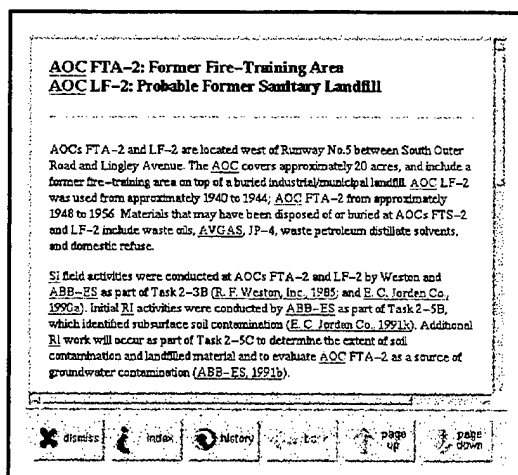 AOC FTA-2: Former Fire-Training Area
AOC LF-2: Probable Former Sanitary Landfill
AOCs FTA-2 and LF-2 are located west of Runway No.5 between South Outer
Road and Lingley Avenue. The AOC covers approximately 20 acres, and include a
former fire-training area on top of a buried industrial/municipal landfill. AOC LF-2
was used from approximately 1940 to 1944; AOC FTA-2 from approximately
1948 to 1956. Materials that may have been disposed of or buried at AOCs FTS-2
and LF-2 include waste oils, AVGAS, JP-4, waste petroleum distillate solvents,
and domestic refuse.
SI field activities were conducted at AOCs FTA-2 and LF-2 by Weston and
ABB-ES as part of Task 2-3B (R. F. Weston, Inc., 1985; and E. C. Jordan Co.,
1990a). Initial RI activities were conducted by ABB-ES as part of Task 2-5B,
which identified subsurface soil contamination (E. C. Jordan Co., 1991k). Additional
RI work will occur as part of Task 2-5C to determine the extent of soil
contamination and landfilled material and to evaluate AOC FTA-2 as a source of
groundwater contamination (ABB-ES, 1991b).
dismiss index history back page up page down